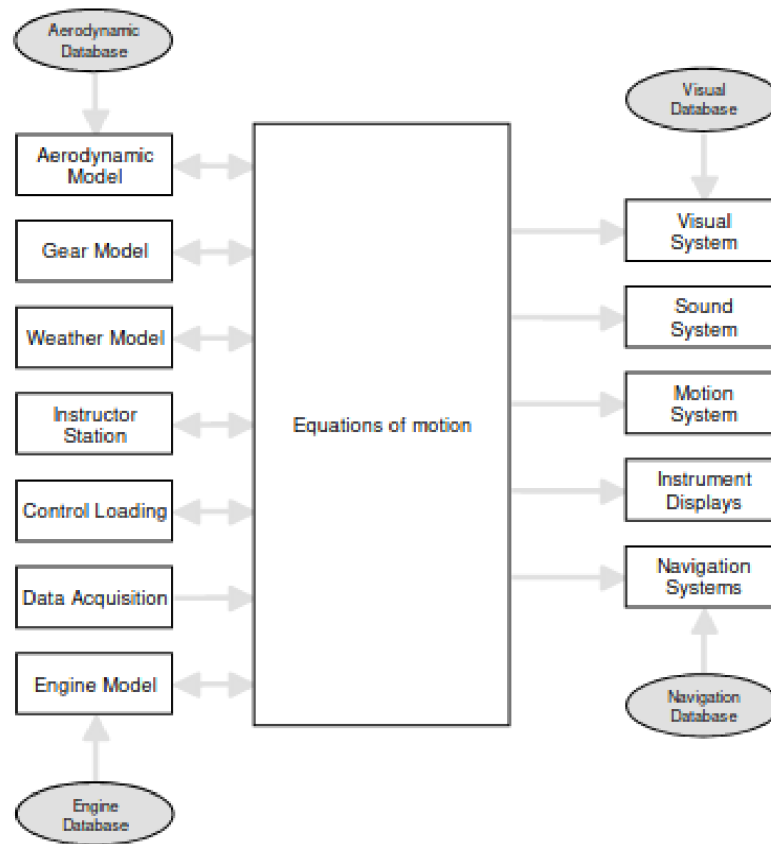 Aerodynamic
Database
Aerodynamic
Model
Gear Model
Weather Model
Instructor
Station
Control Loading
Data Acquisition
Engine Model
Engine
Database
Equations of motion
Visual
Database
Visual
System
Sound
System
Motion
System
Instrument
Displays
Navigation
Systems
Navigation
Database